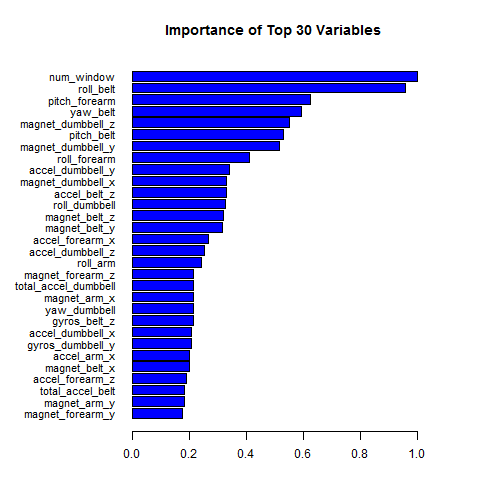 Importance of Top 30 Variables
num_window
roll_belt
pitch_forearm
yaw_belt
magnet_dumbbell_z
pitch_belt
magnet_dumbbell_y
roll_forearm
accel_dumbbell_y
magnet_dumbbell_x
accel_belt_z
roll_dumbbell
magnet_belt_z
magnet_belt_y
accel_forearm_x
accel_dumbbell_z
roll_arm
magnet_forearm_z
total_accel_dumbbell
magnet_arm_x
yaw_dumbbell
gyros_belt_z
accel_dumbbell_x
gyros_dumbbell_y
accel_arm_x
magnet_belt_x
accel_forearm_z
total_accel_belt
magnet_arm_y
magnet_forearm_y
0.0 0.2 0.4 0.6 0.8 1.0